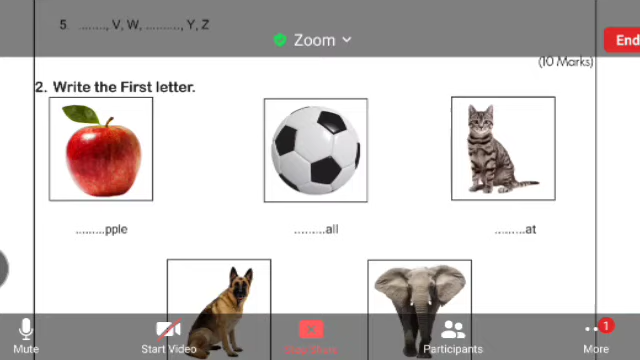 5. ........., V, W, ..........., Y, Z
Zoom
End
(10 Marks)
2. Write the First letter.
.........pple
..........all
..........at
Mute
Start Video
Participants
1
More